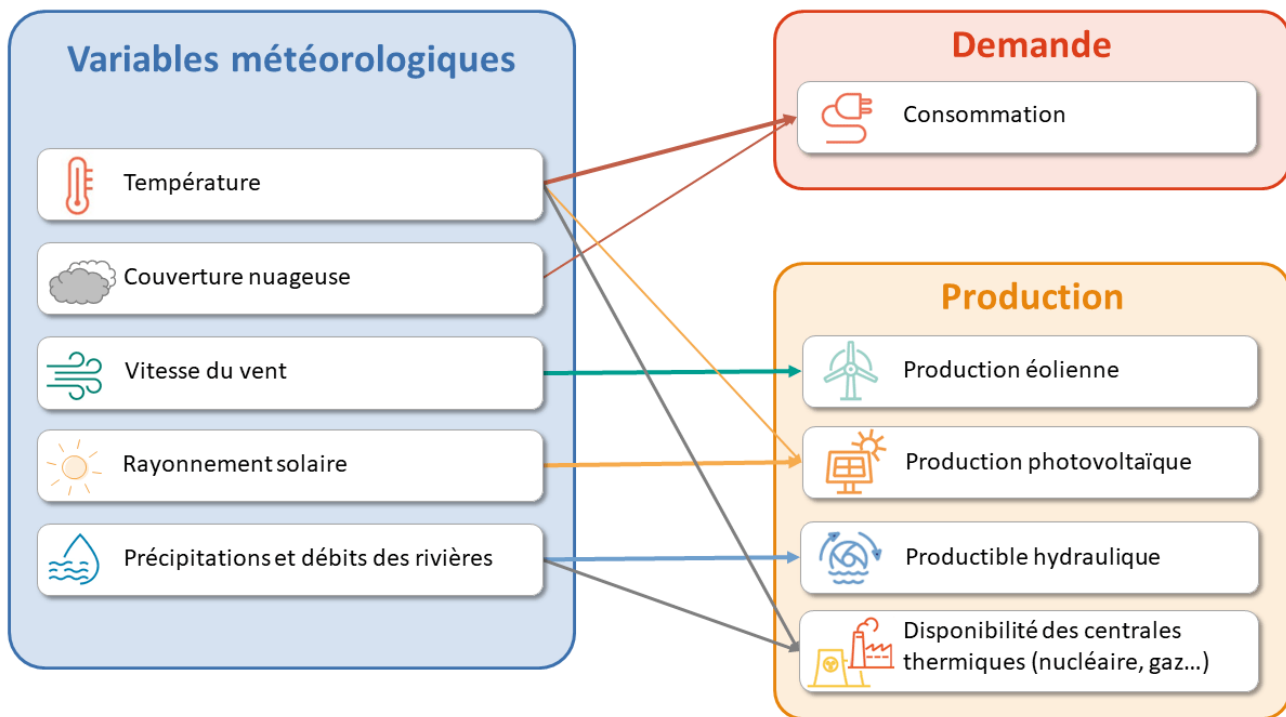 Variables météorologiques
Température
Couverture nuageuse
Vitesse du vent
Rayonnement solaire
Précipitations et débits des rivières
Demande
Consommation
Production
Production éolienne
Production photovoltaïque
Productible hydraulique
Disponibilité des centrales
thermiques (nucléaire, gaz...)